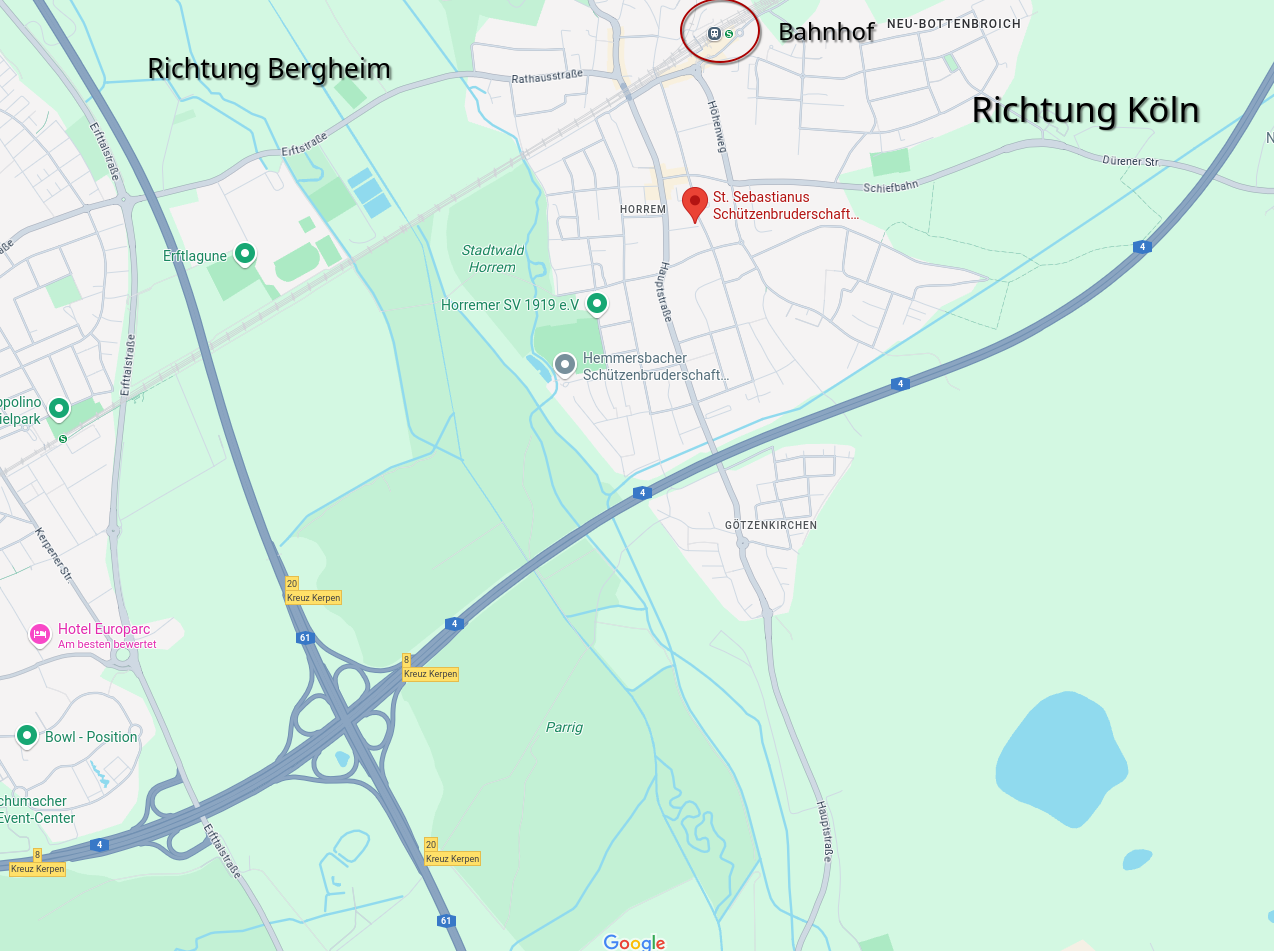 Bahnhof
NEU-BOTTENBROICH
Richtung Bergheim
Rathausstraße
Richtung Köln
Höhenweg
Erfttalstraße
Erftstraße
Dürener Str.
Schiefbahn
St. Sebastianus
Schützenbruderschaft...
HORREM
4
Erftlagune
Stadtwald
Horrem
Hauptstraße
Horremer SV 1919 e.V
Erfttalstraße
Hemmersbacher
Schützenbruderschaft...
4
ppolino
ielpark
S
4
GÖTZENKIRCHEN
Kerpener Str.
20
Kreuz Kerpen
4
61
Hotel Europarc
Am besten bewertet
8
Kreuz Kerpen
Parrig
Bowl - Position
chumacher
Event-Center
Hauptstraße
Erfttalstraße
4
8
Kreuz Kerpen
20
Kreuz Kerpen
61
Google